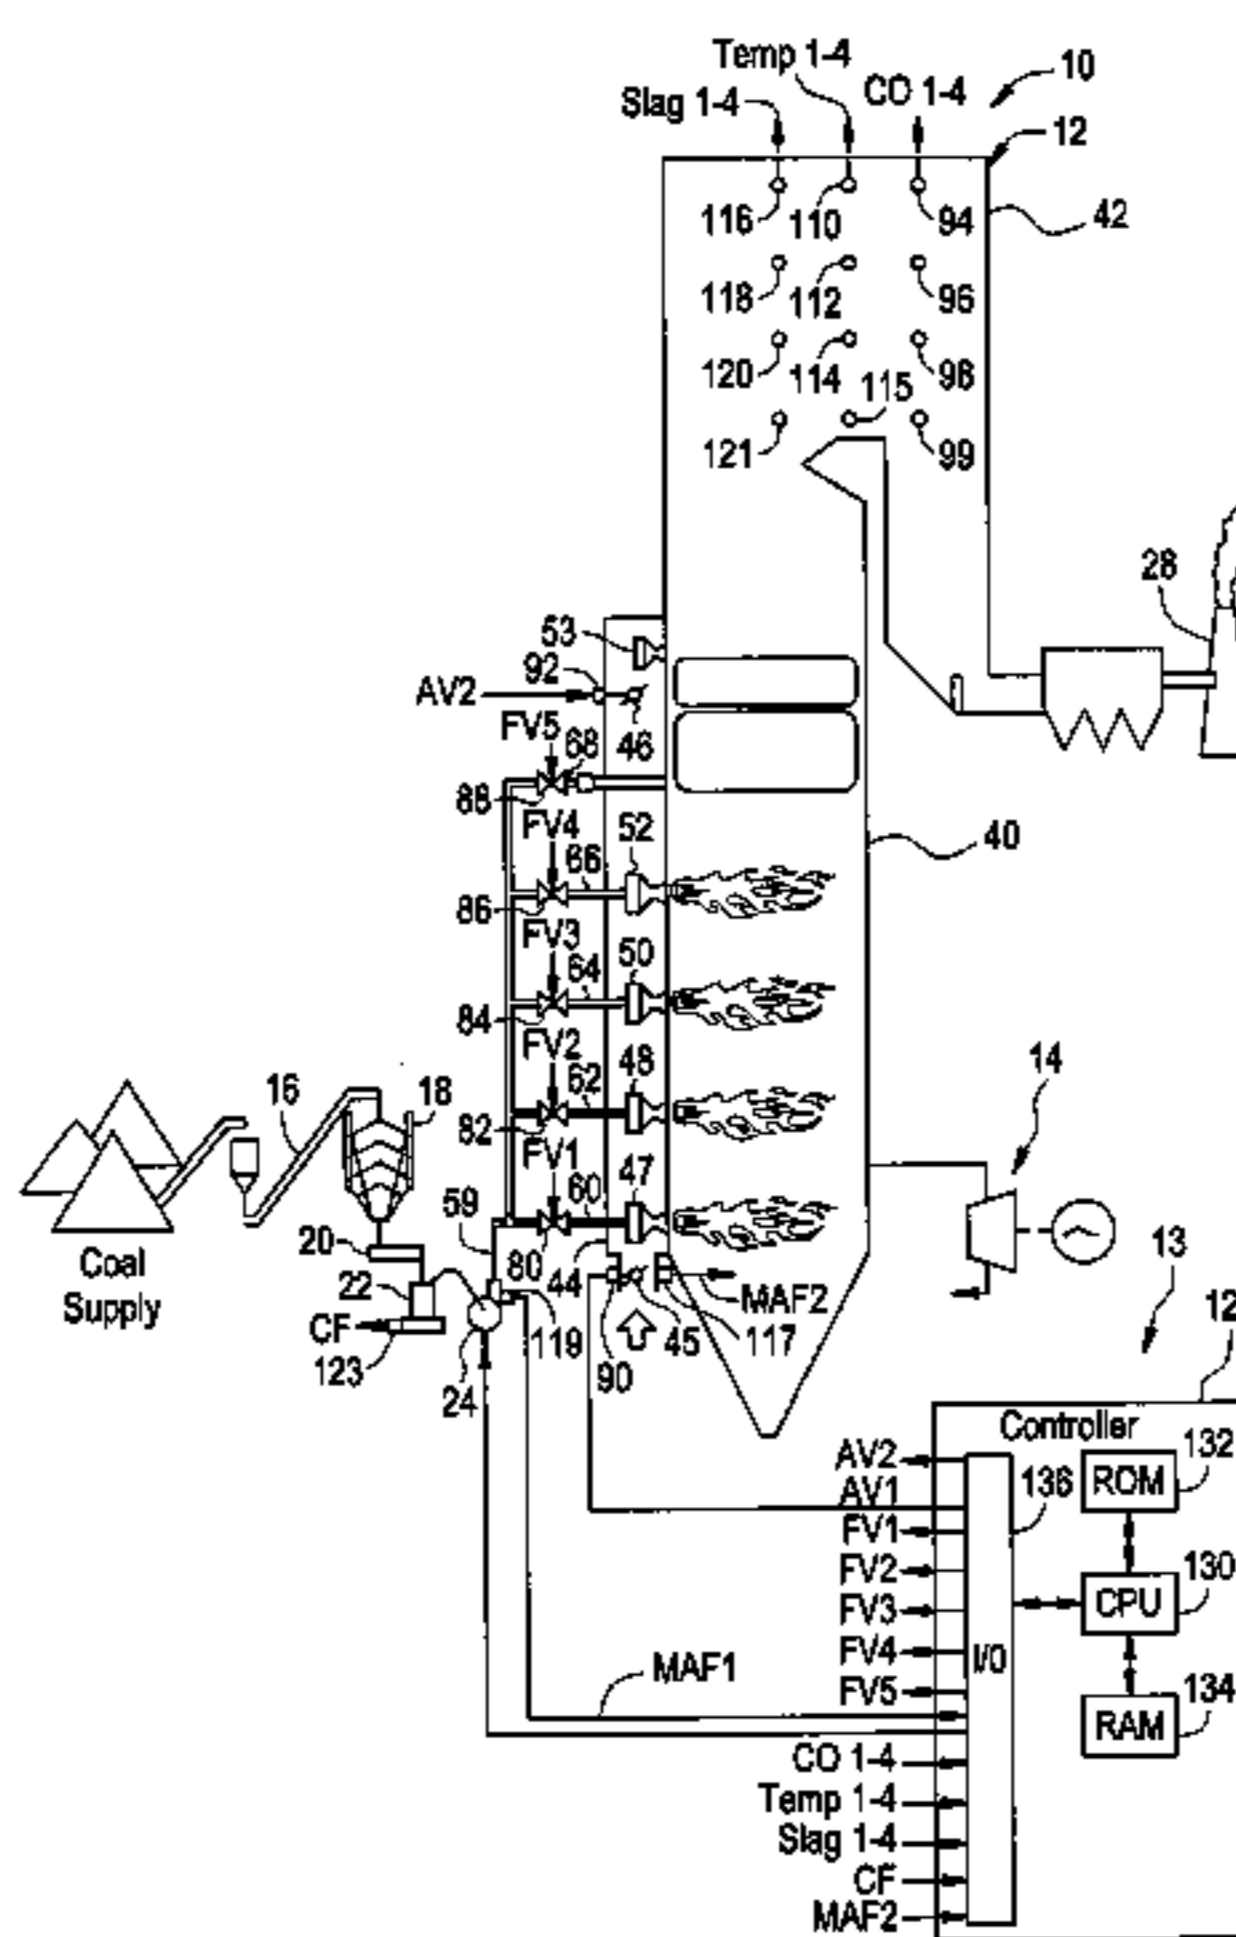 Temp 1-4
Slag 1-4
CO 1-4
10
12
116
110
94
42
118
112
96
120
114
98
115
121
99
28
53
92
AV2
46
FV5
68
88
FV4
52
40
66
86
FV3
50
64
84
FV2
48
62
82
FV1
47
60
14
16
18
59
80
44
20
22
Coal
Supply
CF
123
24
119
90
45
MAF2
117
13
12
Controller
AV2
AV1
FV1
FV2
FV3
FV4
FV5
136
ROM
132
CPU
130
I/O
RAM
134
MAF1
CO 1-4
Temp 1-4
Slag 1-4
CF
MAF2